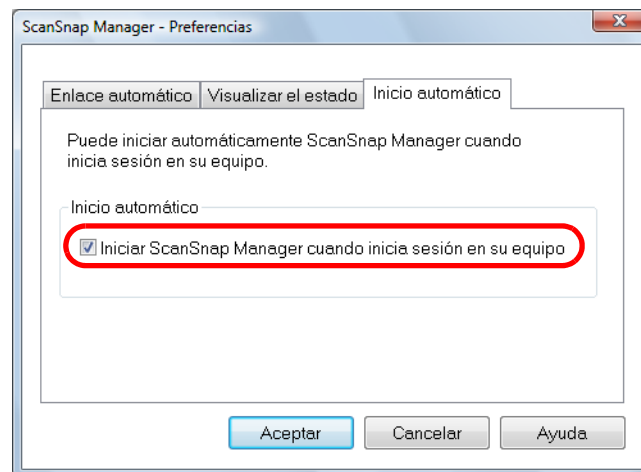 ScanSnap Manager - Preferencias
Enlace automático
Visualizar el estado
Inicio automático
Puede iniciar automáticamente ScanSnap Manager cuando
inicia sesión en su equipo.
Inicio automático
Iniciar ScanSnap Manager cuando inicia sesión en su equipo
Aceptar
Cancelar
Ayuda